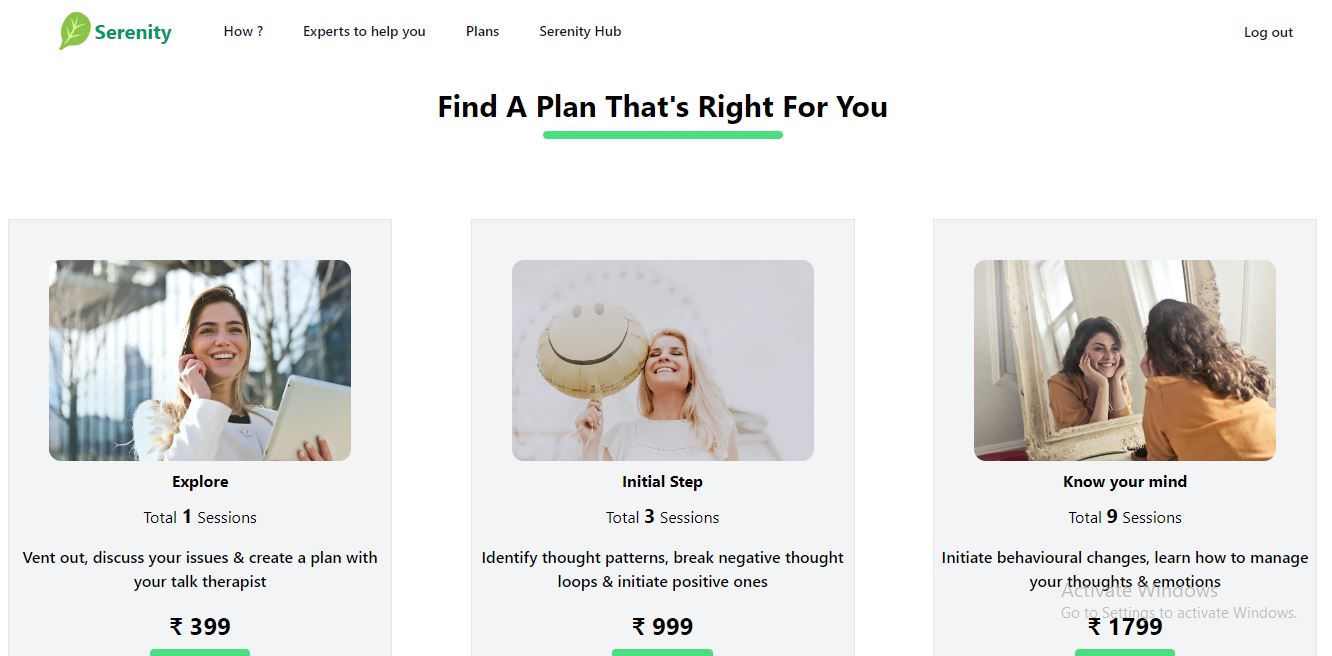 Serenity
How ?
Experts to help you
Plans
Serenity Hub
Log out
Find A Plan That's Right For You
Explore
Total 1 Sessions
Vent out, discuss your issues & create a plan with
your talk therapist
₹ 399
Initial Step
Total 3 Sessions
Identify thought patterns, break negative thought
loops & initiate positive ones
₹ 999
Know your mind
Total 9 Sessions
Initiate behavioural changes, learn how to manage
your thoughts & emotions
₹ 1799
Activate Windows
Go to Settings to activate Windows.